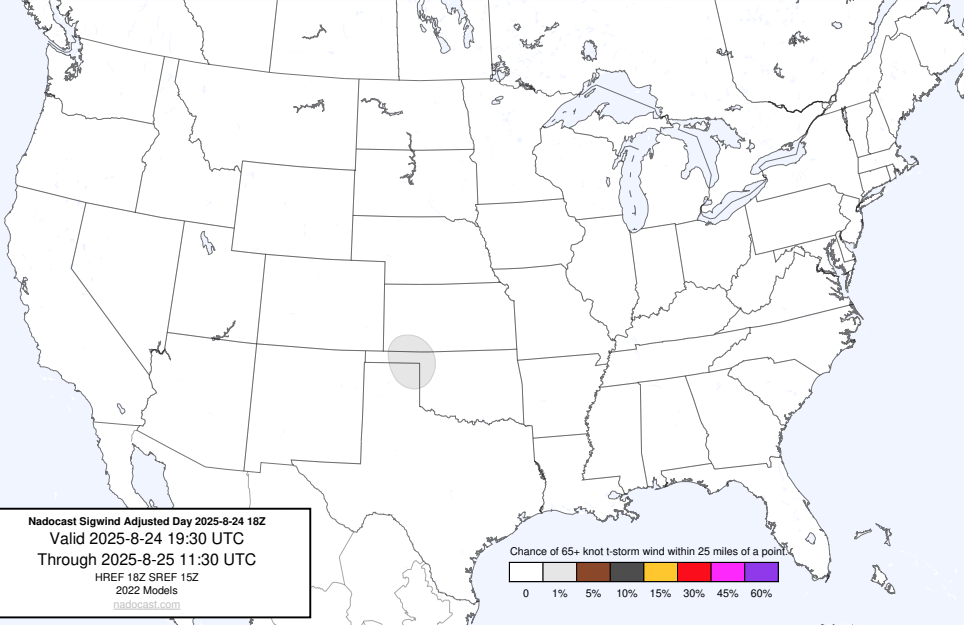 Nadocast Sigwind Adjusted Day 2025-8-24 18Z
Valid 2025-8-24 19:30 UTC
Through 2025-8-25 11:30 UTC
HREF 18Z SREF 15Z
2022 Models
nadocast.com
Chance of 65+ knot t-storm wind within 25 miles of a point.
0 1% 5% 10% 15% 30% 45% 60%